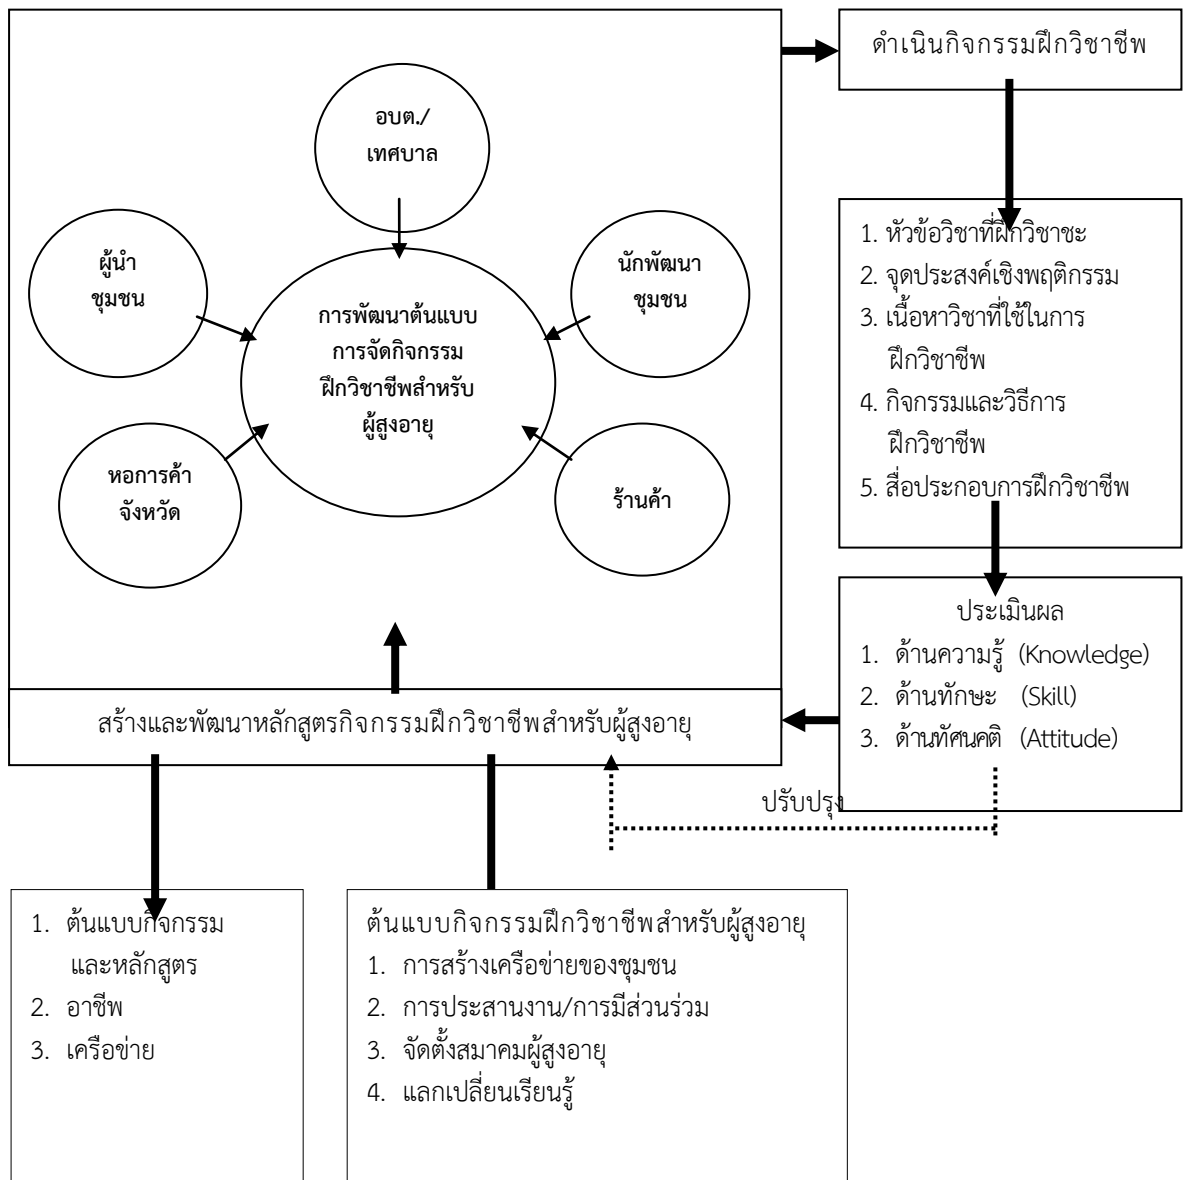 ดำเนินกิจกรรมฝึกวิชาชีพ
อบต./
เทศบาล
ผู้นำ
ชุมชน
นักพัฒนา
ชุมชน
การพัฒนาต้นแบบ
การจัดกิจกรรม
ฝึกวิชาชีพสำหรับ
ผู้สูงอายุ
หอการค้า
จังหวัด
ร้านค้า
1. หัวข้อวิชาที่ฝึกวิชาชะ
2. จุดประสงค์เชิงพฤติกรรม
3. เนื้อหาวิชาที่ใช้ในการ
ฝึกวิชาชีพ
4. กิจกรรมและวิธีการ
ฝึกวิชาชีพ
5. สื่อประกอบการฝึกวิชาชีพ
ประเมินผล
1. ด้านความรู้ (Knowledge)
2. ด้านทักษะ (Skill)
3. ด้านทัศนคติ (Attitude)
สร้างและพัฒนาหลักสูตรกิจกรรมฝึกวิชาชีพสำหรับผู้สูงอายุ
ปรับปรุง
1. ต้นแบบกิจกรรม
และหลักสูตร
2. อาชีพ
3. เครือข่าย
ต้นแบบกิจกรรมฝึกวิชาชีพสำหรับผู้สูงอายุ
1. การสร้างเครือข่ายของชุมชน
2. การประสานงาน/การมีส่วนร่วม
3. จัดตั้งสมาคมผู้สูงอายุ
4. แลกเปลี่ยนเรียนรู้